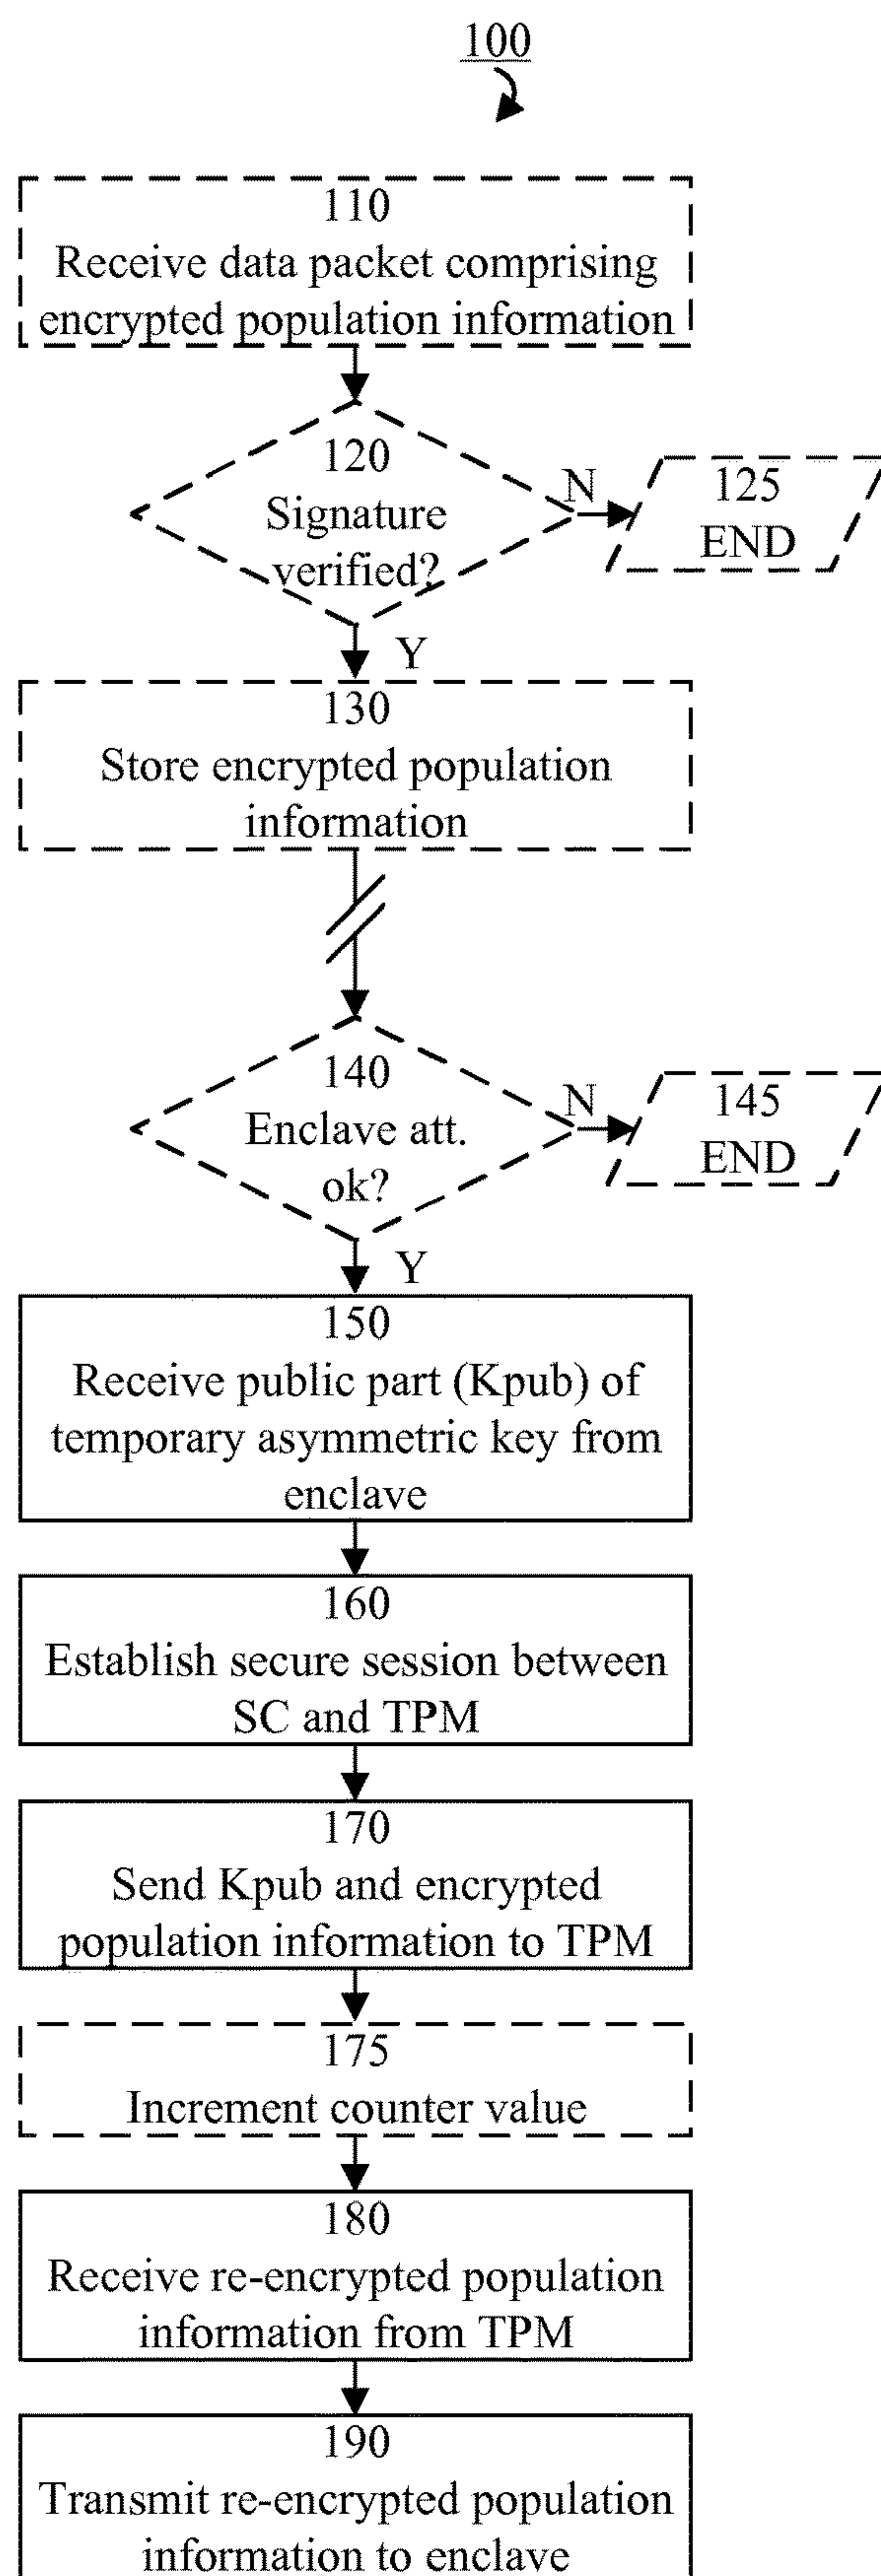 100
110
Receive data packet comprising
encrypted population information
120
Signature
verified?
N
125
END
Y
130
Store encrypted population
information
140
Enclave att.
ok?
N
145
END
Y
150
Receive public part (Kpub) of
temporary asymmetric key from
enclave
160
Establish secure session between
SC and TPM
170
Send Kpub and encrypted
population information to TPM
175
Increment counter value
180
Receive re-encrypted population
information from TPM
190
Transmit re-encrypted population
information to enclave